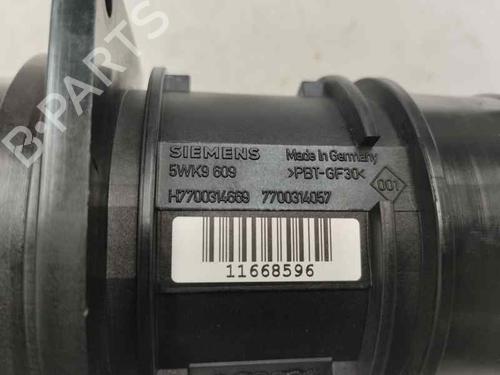 B-PARTS
SIEMENS Made in Germany
5WK9 609 >PBT-GF30< 001
H7700314669 7700314057
11668596